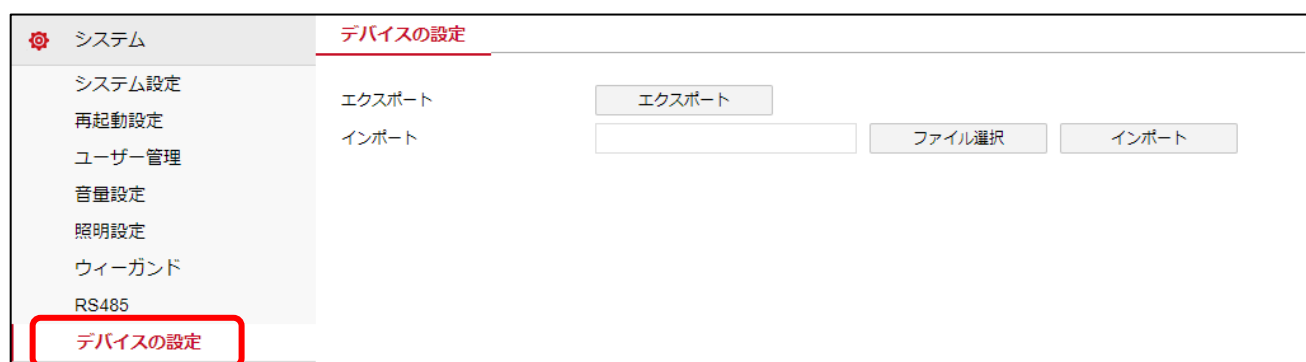 システム
システム設定
再起動設定
ユーザー管理
音量設定
照明設定
ウィーガンド
RS485
デバイスの設定
デバイスの設定
エクスポート エクスポート
インポート ファイル選択 インポート